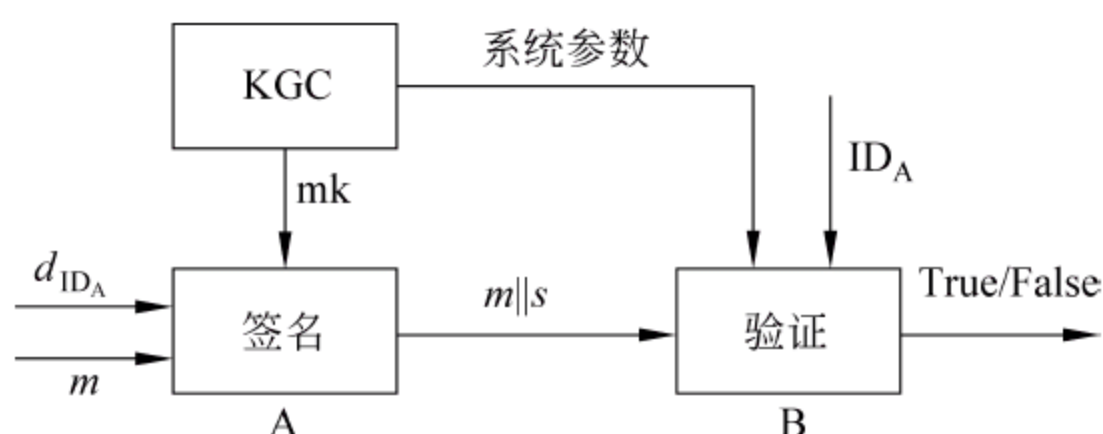 系统参数
KGC
ID_A
mk
d_ID_A
m||s
True/False
签名
验证
m
A
B